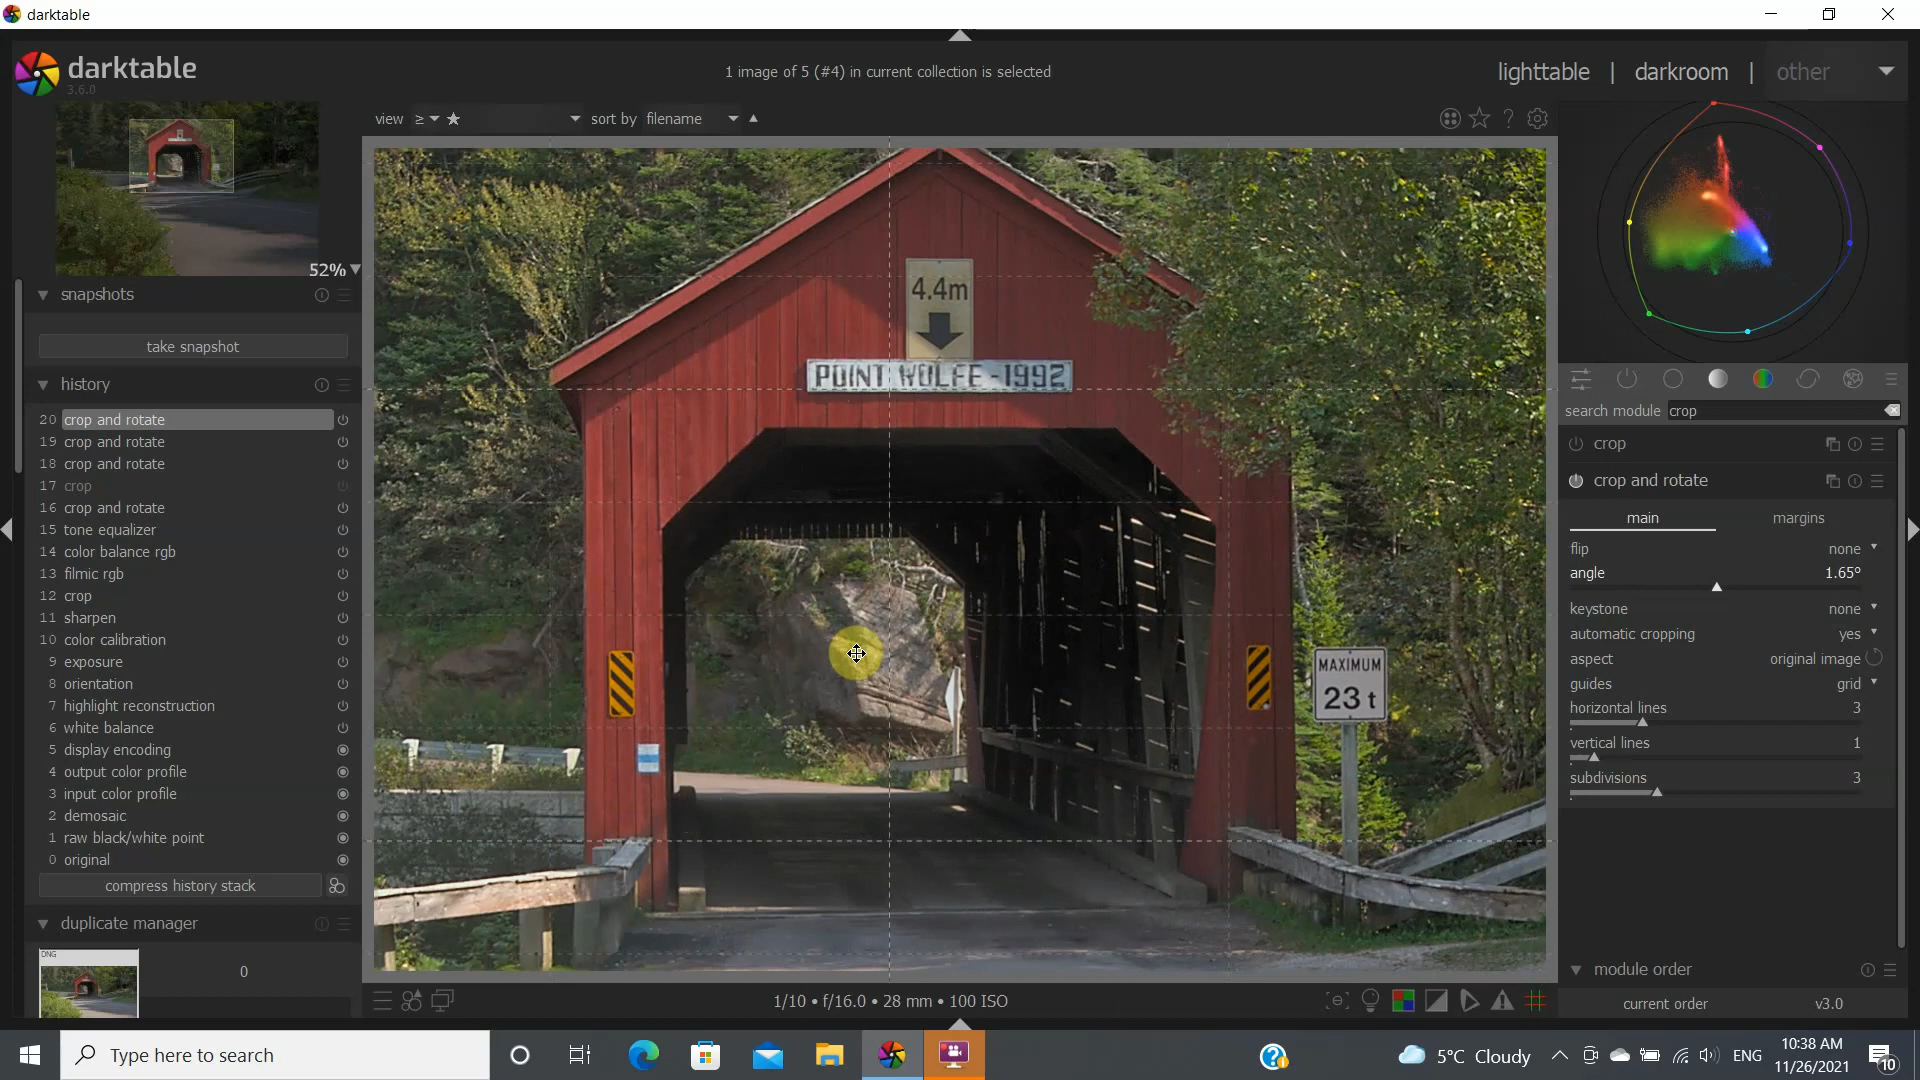 darktable
darktable
3.6.0
1 image of 5 (#4) in current collection is selected
lighttable | darkroom | other
view ≥ ★ sort by filename
52%
snapshots
take snapshot
history
20 crop and rotate
19 crop and rotate
18 crop and rotate
17 crop
16 crop and rotate
15 tone equalizer
14 color balance rgb
13 filmic rgb
12 crop
11 sharpen
10 color calibration
9 exposure
8 orientation
7 highlight reconstruction
6 white balance
5 display encoding
4 output color profile
3 input color profile
2 demosaic
1 raw black/white point
0 original
compress history stack
duplicate manager
DNG
0
4.4m
POINT WOLFE - 1992
MAXIMUM
23 t
1/10 • f/16.0 • 28 mm • 100 ISO
search module crop
crop
crop and rotate
main margins
flip none
angle 1.65°
keystone none
automatic cropping yes
aspect original image
guides grid
horizontal lines 3
vertical lines 1
subdivisions 3
module order
current order v3.0
Type here to search
5°C Cloudy
ENG
10:38 AM
11/26/2021
10